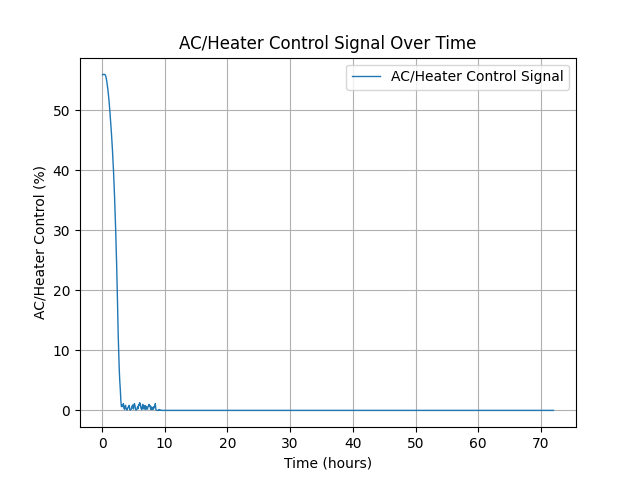 AC/Heater Control Signal Over Time
AC/Heater Control Signal
AC/Heater Control (%)
50
40
30
20
10
0
0 10 20 30 40 50 60 70
Time (hours)